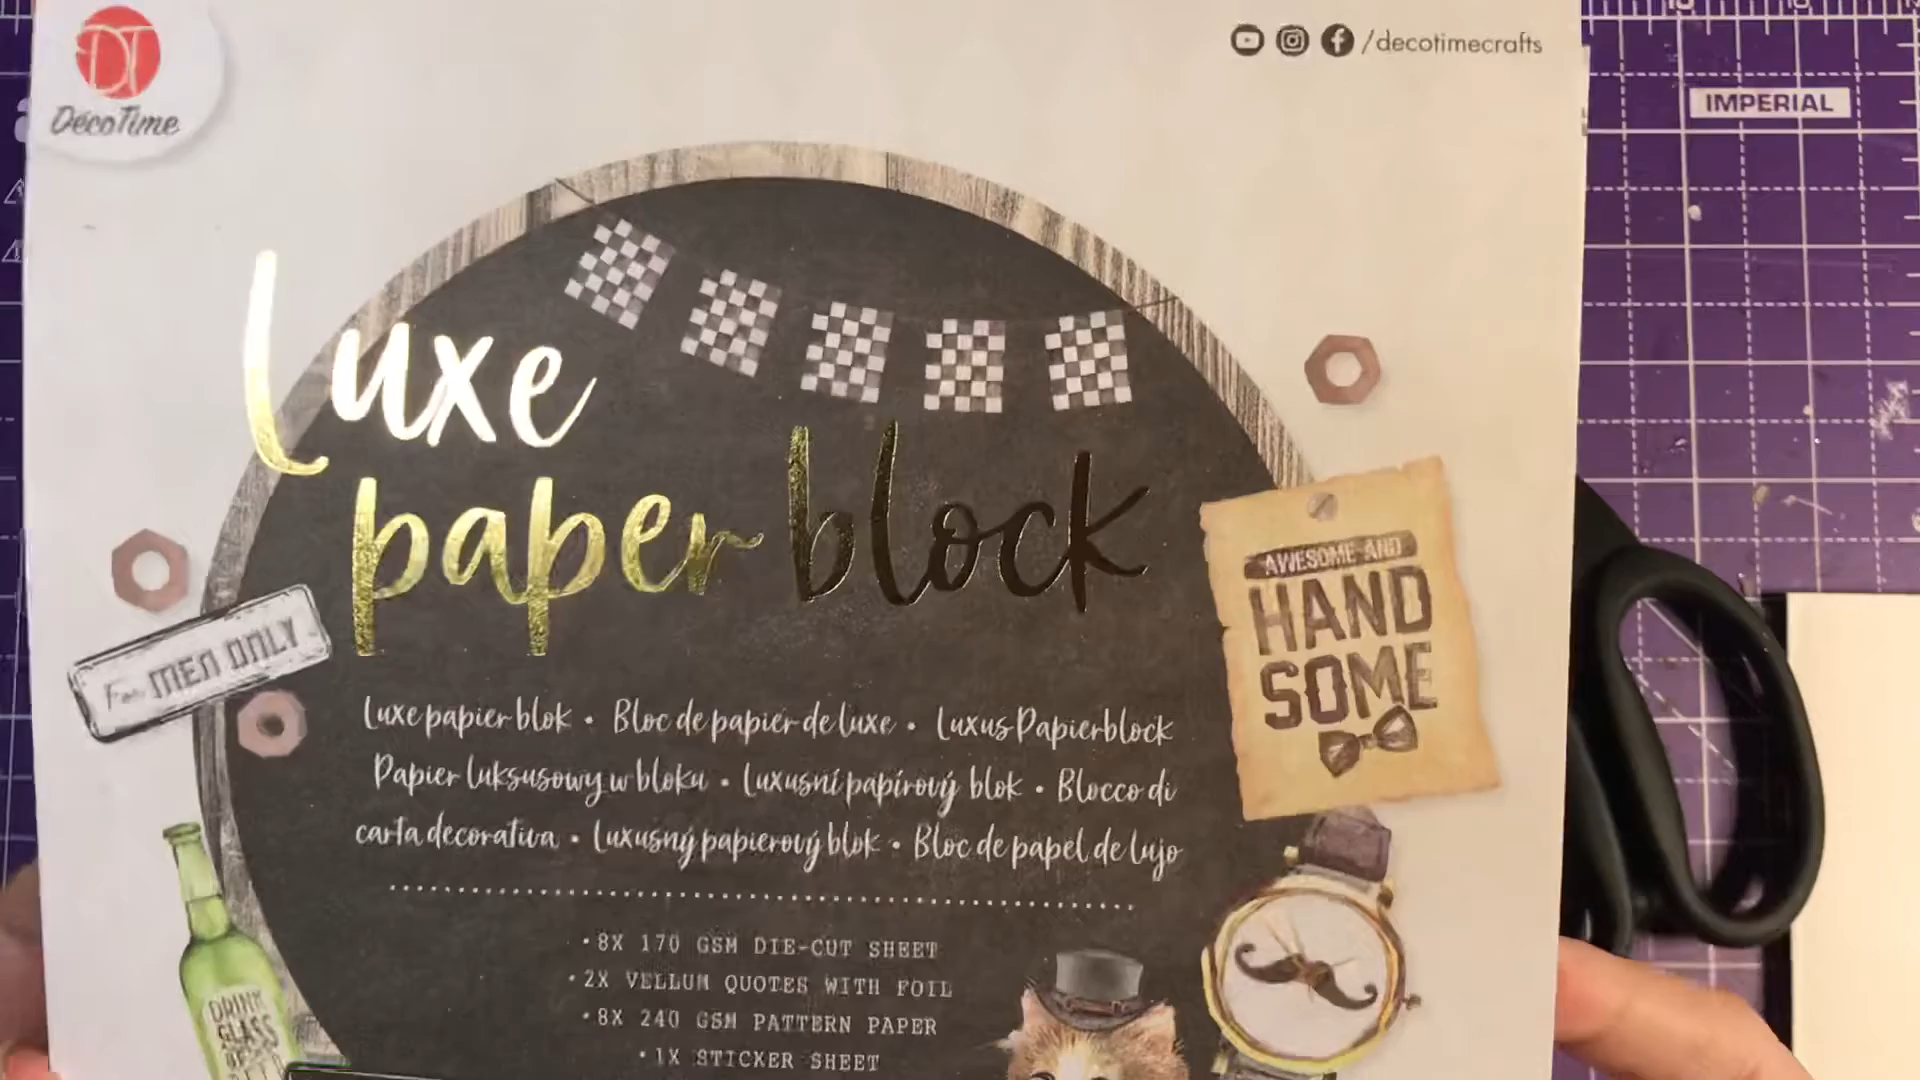 DT
DécoTime
/decotimecrafts
IMPERIAL
Luxe
paper block
AWESOME AND
HAND
SOME
For MEN ONLY
Luxe papier blok • Bloc de papier de luxe • Luxus Papierblock
Papier luksusowy w bloku • Luxusní papírový blok • Blocco di
carta decorativa • Luxusný papierový blok • Bloc de papel de lujo
•8X 170 GSM DIE-CUT SHEET
•2X VELLUM QUOTES WITH FOIL
•8X 240 GSM PATTERN PAPER
•1X STICKER SHEET
DRINK
GLASS